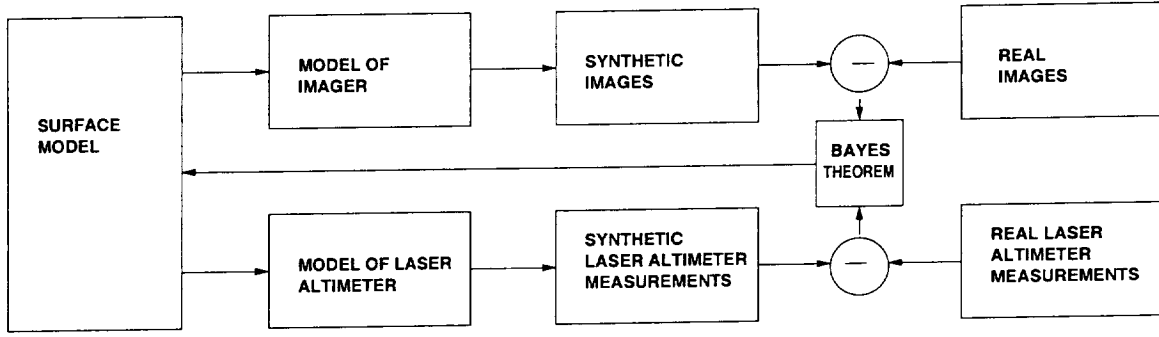 SURFACE
MODEL
MODEL OF
IMAGER
SYNTHETIC
IMAGES
REAL
IMAGES
BAYES
THEOREM
MODEL OF LASER
ALTIMETER
SYNTHETIC
LASER ALTIMETER
MEASUREMENTS
REAL LASER
ALTIMETER
MEASUREMENTS